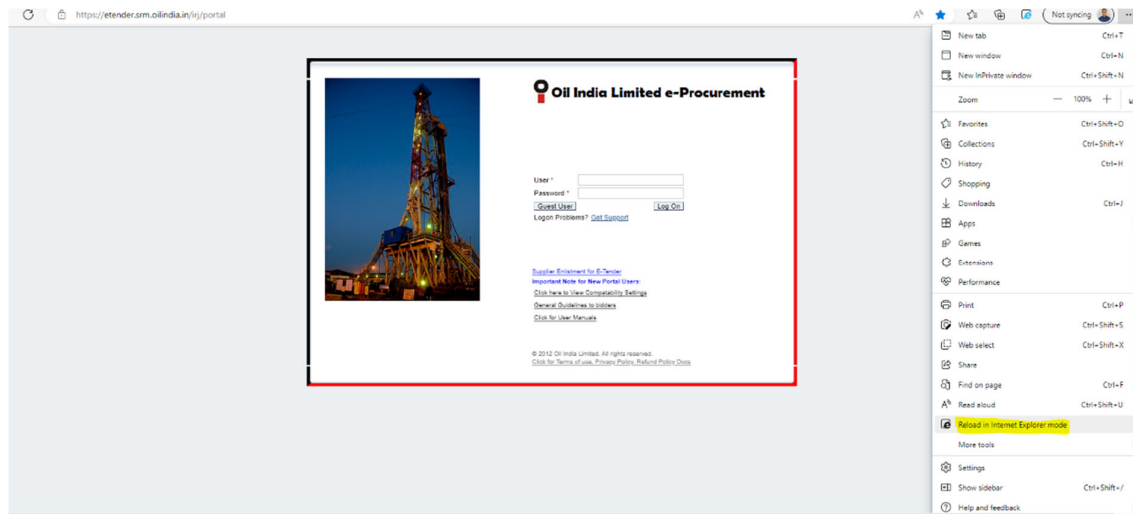 https://etender.srm.oilindia.in/irj/portal
Not syncing
Oil India Limited e-Procurement
User *
Password *
Guest User
Log On
Logon Problems? Get Support
Supplier Enlistment for E-Tender
Important Note for New Portal Users:
Click here to View Compatability Settings
General Guidelines to bidders
Click for User Manuals
© 2012 Oil India Limited. All rights reserved.
Click for Terms of use, Privacy Policy, Refund Policy Docs
New tab Ctrl+T
New window Ctrl+N
New InPrivate window Ctrl+Shift+N
Zoom — 100% +
Favorites Ctrl+Shift+O
Collections Ctrl+Shift+Y
History Ctrl+H
Shopping
Downloads Ctrl+J
Apps
Games
Extensions
Performance
Print Ctrl+P
Web capture Ctrl+Shift+S
Web select Ctrl+Shift+X
Share
Find on page Ctrl+F
Read aloud Ctrl+Shift+U
Reload in Internet Explorer mode
More tools
Settings
Show sidebar Ctrl+Shift+/
Help and feedback